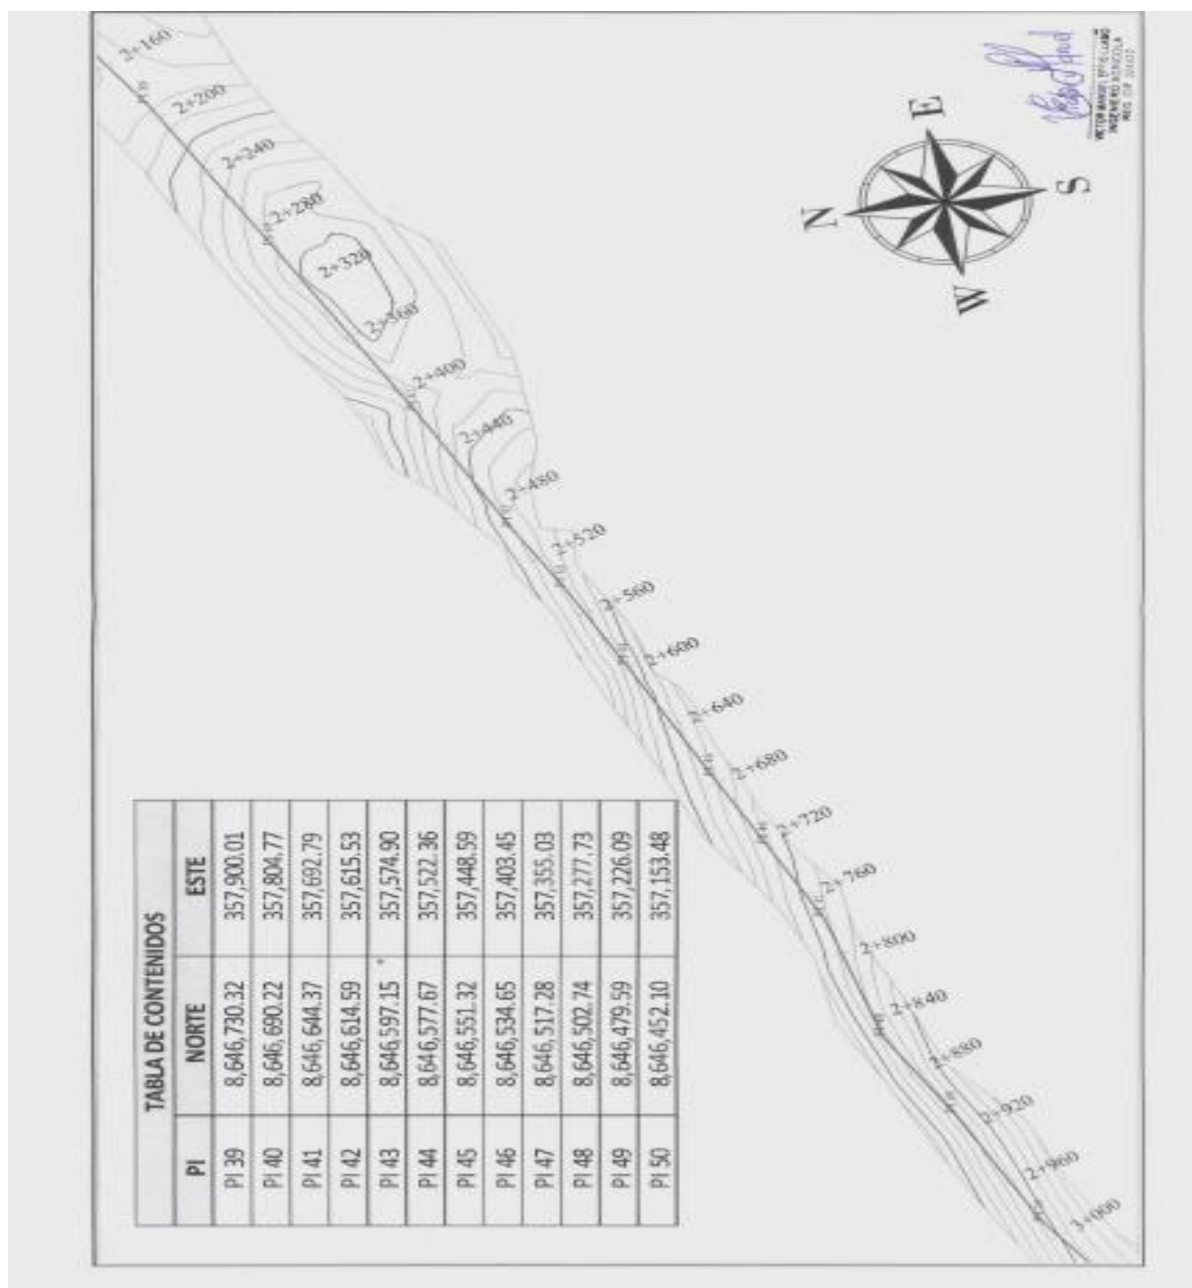 TABLA DE CONTENIDOS
PI NORTE ESTE
PI 39 8,646,730.32 357,900.01
PI 40 8,646,690.22 357,804.77
PI 41 8,646,644.37 357,692.79
PI 42 8,646,614.59 357,615.53
PI 43 8,646,597.15 357,574.90
PI 44 8,646,577.67 357,522.36
PI 45 8,646,551.32 357,448.59
PI 46 8,646,534.65 357,403.45
PI 47 8,646,517.28 357,355.03
PI 48 8,646,502.74 357,277.73
PI 49 8,646,479.59 357,226.09
PI 50 8,646,452.10 357,153.48
2+160
2+200
2+240
2+280
2+320
2+360
2+400
2+440
2+480
2+520
2+560
2+600
2+640
2+680
2+720
2+760
2+800
2+840
2+880
2+920
2+960
3+000
N
E
S
W
INGENIERO AGRICOLA
REG. CIP